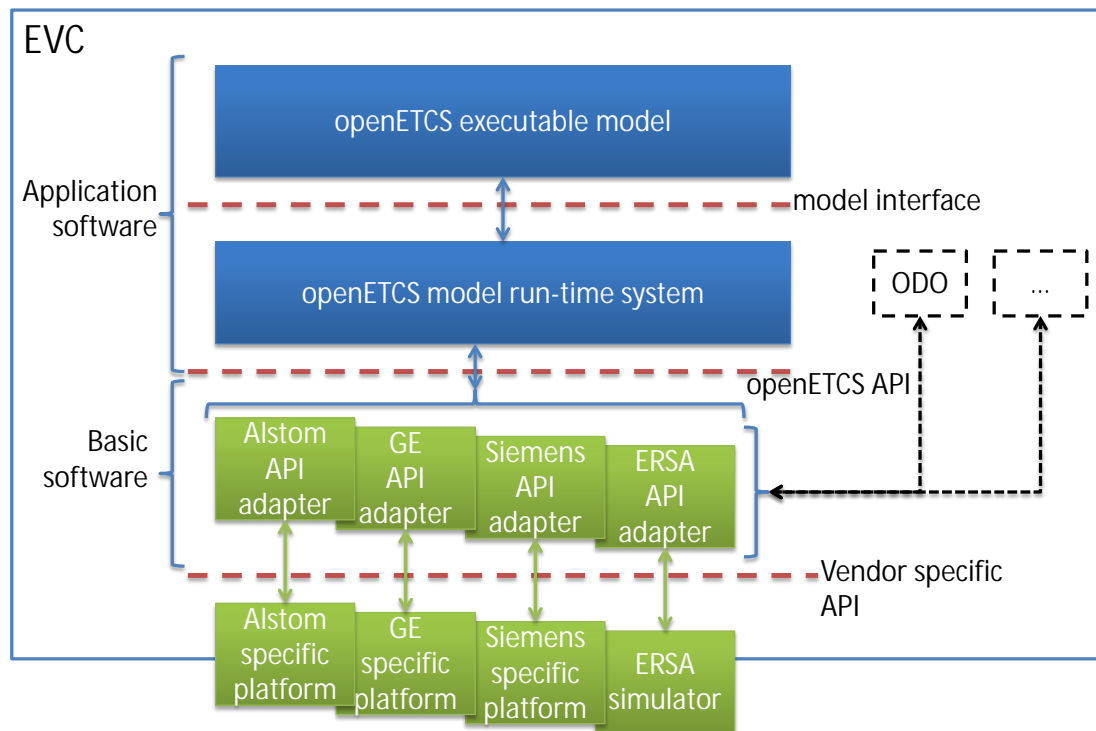 EVC
openETCS executable model
Application
software
model interface
openETCS model run-time system
ODO
...
openETCS API
Basic
software
Alstom
API
adapter
GE
API
adapter
Siemens
API
adapter
ERSA
API
adapter
Vendor specific
API
Alstom
specific
platform
GE
specific
platform
Siemens
specific
platform
ERSA
simulator